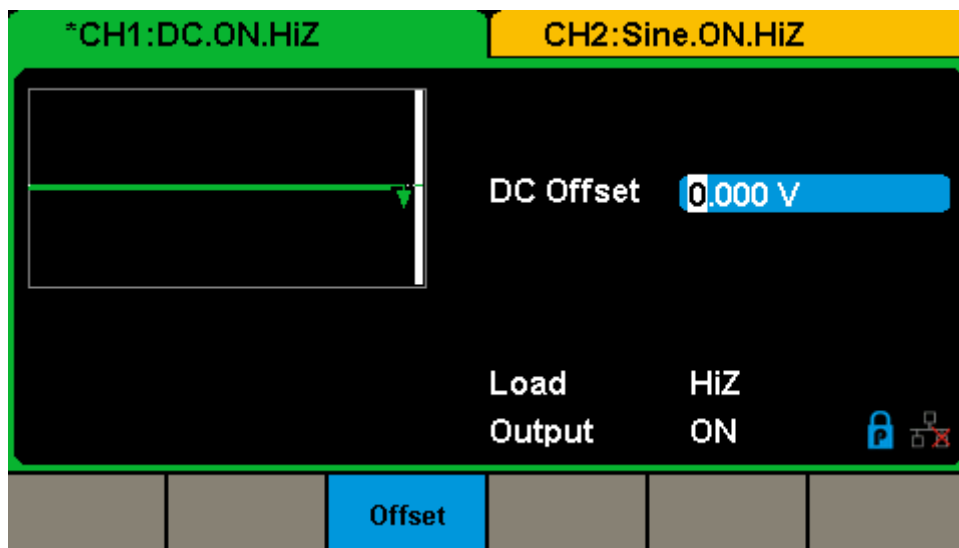 *CH1:DC.ON.HiZ
CH2:Sine.ON.HiZ
DC Offset 0.000 V
Load HiZ
Output ON
P
Offset